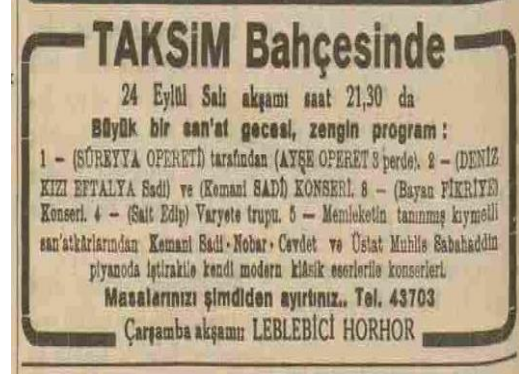 TAKSiM Bahçesinde
24 Eylûl Salı akşamı saat 21,30 da
Büyük bir san'at gecesi, zengin program :
1 — (SÜREYYA OPERETİ) tarafından (AYŞE OPERET 3 perde). 2 — (DENİZ
KIZI EFTALYA Sadi) ve (Kemani SADİ) KONSERİ. 3 — (Bayan FİKRİYE)
Konseri. 4 — (Sait Edip) Varyete trupu. 5 — Memleketin tanınmış kıymetli
san'atkârlarından Kemani Sadi - Nobar - Cevdet ve Üstat Muhlis Sabahaddin
piyanoda iştirakile kendi modern klâsik eserlerile konserleri.
Masalarınızı şimdiden ayırtınız.. Tel. 43703
Çarşamba akşamı LEBLEBİCİ HORHOR